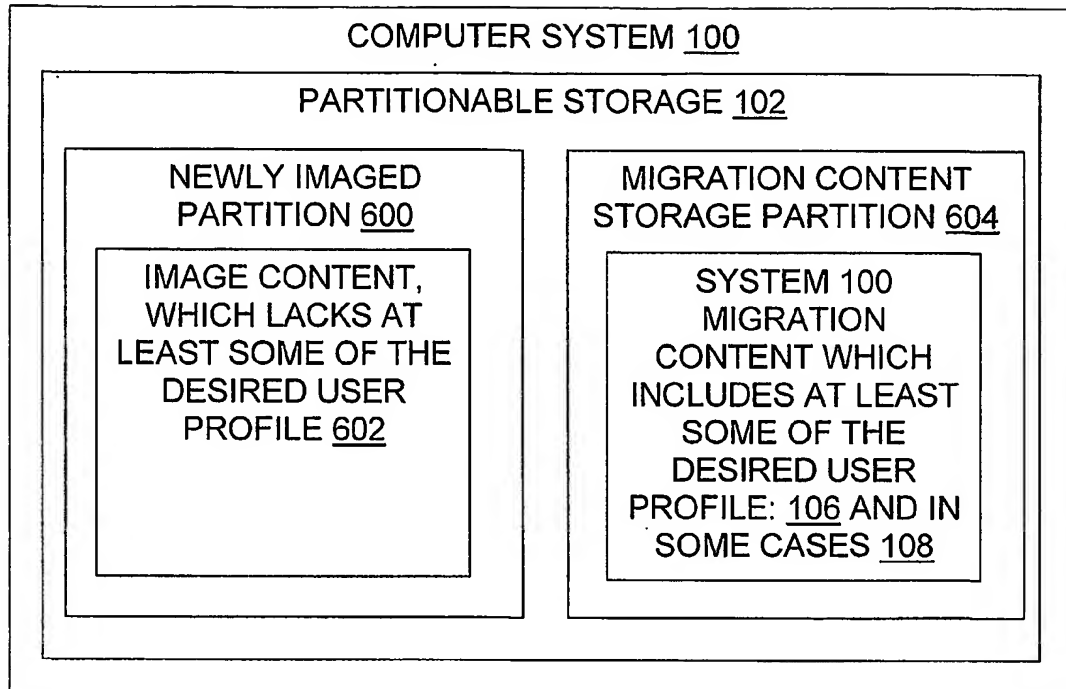 COMPUTER SYSTEM 100
PARTITIONABLE STORAGE 102
NEWLY IMAGED
PARTITION 600
IMAGE CONTENT,
WHICH LACKS AT
LEAST SOME OF THE
DESIRED USER
PROFILE 602
MIGRATION CONTENT
STORAGE PARTITION 604
SYSTEM 100
MIGRATION
CONTENT WHICH
INCLUDES AT LEAST
SOME OF THE
DESIRED USER
PROFILE: 106 AND IN
SOME CASES 108